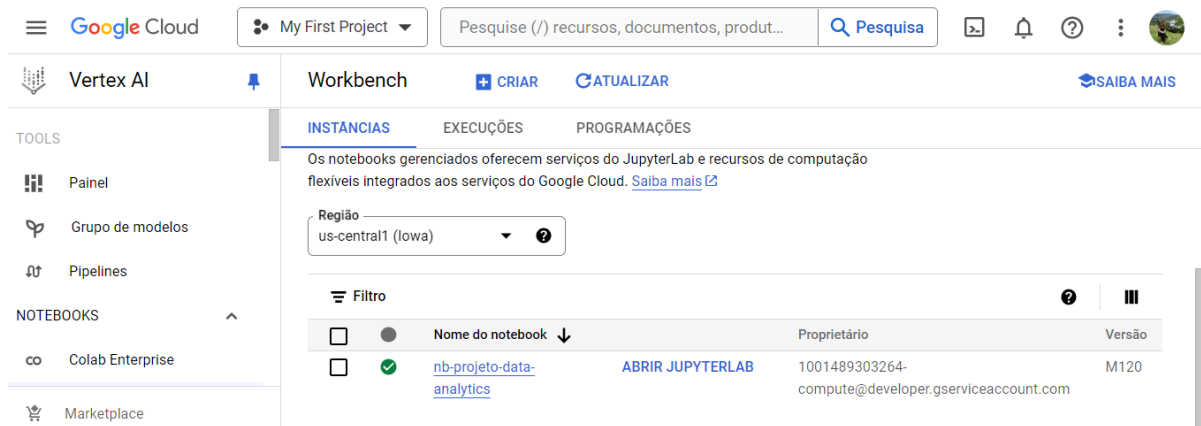 Google Cloud
My First Project
Pesquise (/) recursos, documentos, produt...
Pesquisa
Vertex AI
Workbench
CRIAR
ATUALIZAR
SAIBA MAIS
TOOLS
Painel
Grupo de modelos
Pipelines
NOTEBOOKS
Colab Enterprise
Marketplace
INSTÂNCIAS
EXECUÇÕES
PROGRAMAÇÕES
Os notebooks gerenciados oferecem serviços do JupyterLab e recursos de computação
flexíveis integrados aos serviços do Google Cloud. Saiba mais
Região
us-central1 (Iowa)
Filtro
Nome do notebook
Proprietário
Versão
nb-projeto-data-
analytics
ABRIR JUPYTERLAB
1001489303264-
compute@developer.gserviceaccount.com
M120